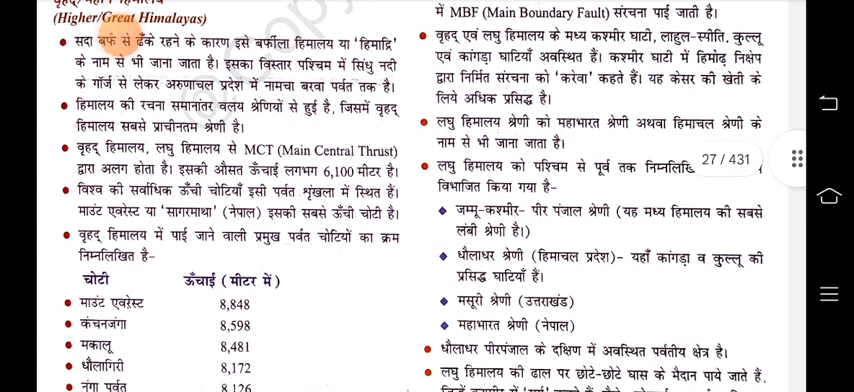 (Higher/Great Himalayas)
सदा बर्फ से ढँके रहने के कारण इसे बर्फीला हिमालय या 'हिमाद्रि'
के नाम से भी जाना जाता है। इसका विस्तार पश्चिम में सिंधु नदी
के गॉर्ज से लेकर अरुणाचल प्रदेश में नामचा बरवा पर्वत तक है।
हिमालय की रचना समानांतर वलय श्रेणियों से हुई है, जिसमें वृहद्
हिमालय सबसे प्राचीनतम श्रेणी है।
वृहद् हिमालय, लघु हिमालय से MCT (Main Central Thrust)
द्वारा अलग होता है। इसकी औसत ऊँचाई लगभग 6,100 मीटर है।
विश्व की सर्वाधिक ऊँची चोटियाँ इसी पर्वत शृंखला में स्थित हैं।
माउंट एवरेस्ट या 'सागरमाथा' (नेपाल) इसकी सबसे ऊँची चोटी है।
वृहद् हिमालय में पाई जाने वाली प्रमुख पर्वत चोटियों का क्रम
निम्नलिखित है-
चोटी ऊँचाई (मीटर में)
माउंट एवरेस्ट 8,848
कंचनजंगा 8,598
मकालू 8,481
धौलागिरी 8,172
नंगा पर्वत 8,126
में MBF (Main Boundary Fault) संरचना पाई जाती है।
वृहद् एवं लघु हिमालय के मध्य कश्मीर घाटी, लाहुल-स्पीति, कुल्लू
एवं कांगड़ा घाटियाँ अवस्थित हैं। कश्मीर घाटी में हिमोढ़ निक्षेप
द्वारा निर्मित संरचना को 'करेवा' कहते हैं। यह केसर की खेती के
लिये अधिक प्रसिद्ध है।
लघु हिमालय श्रेणी को महाभारत श्रेणी अथवा हिमाचल श्रेणी के
नाम से भी जाना जाता है।
लघु हिमालय को पश्चिम से पूर्व तक
27 / 431
विभाजित किया गया है-
जम्मू-कश्मीर- पीर पंजाल श्रेणी (यह मध्य हिमालय की सबसे
लंबी श्रेणी है।)
धौलाधर श्रेणी (हिमाचल प्रदेश)- यहाँ कांगड़ा व कुल्लू की
प्रसिद्ध घाटियाँ हैं।
मसूरी श्रेणी (उत्तराखंड)
महाभारत श्रेणी (नेपाल)
धौलाधर पीरपंजाल के दक्षिण में अवस्थित पर्वतीय क्षेत्र है।
लघु हिमालय की ढाल पर छोटे-छोटे घास के मैदान पाये जाते हैं,